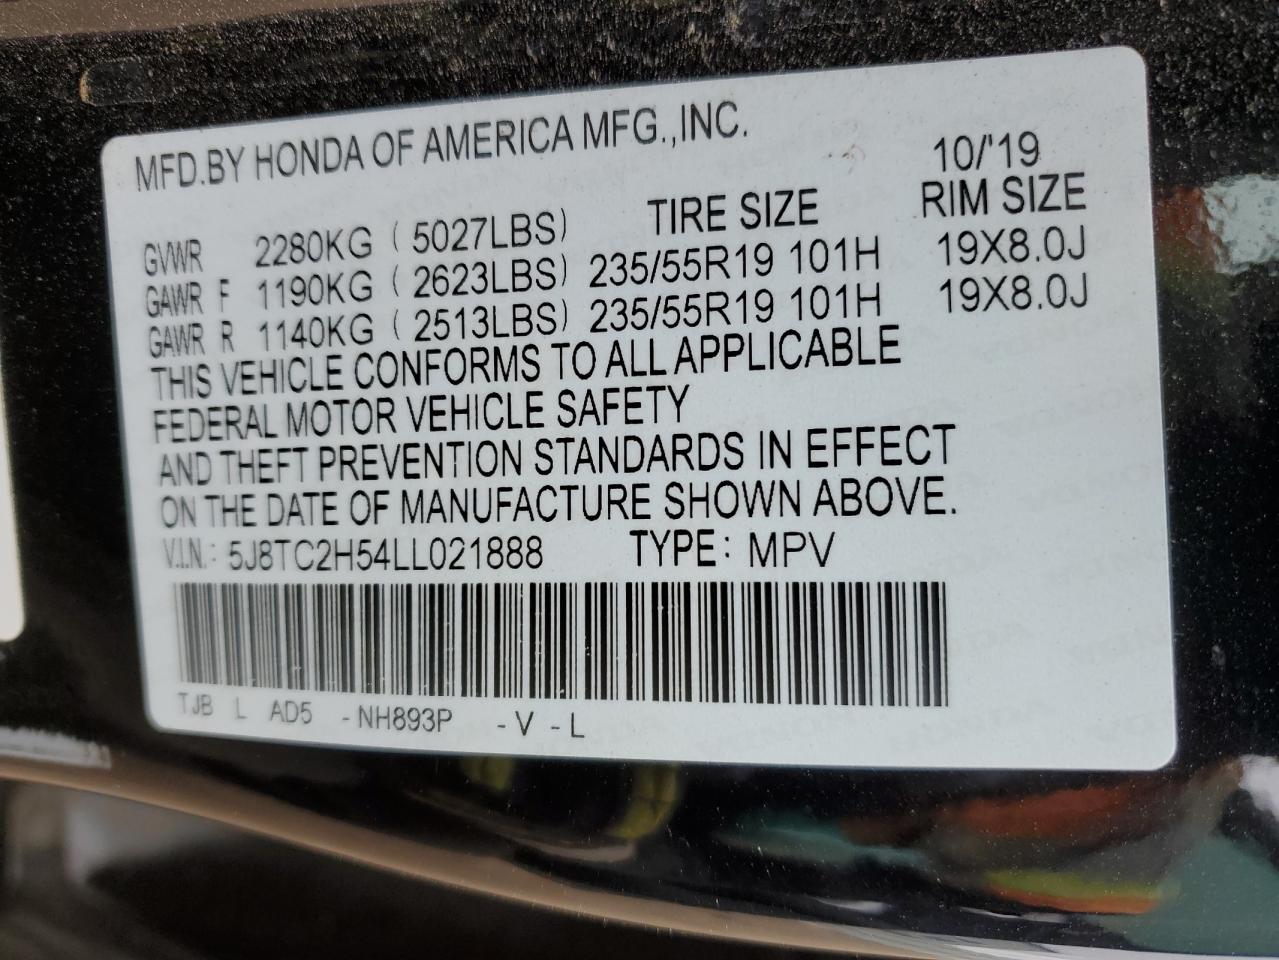 MFD.BY HONDA OF AMERICA MFG.,INC. 10/'19
GVWR 2280KG ( 5027LBS) TIRE SIZE RIM SIZE
GAWR F 1190KG ( 2623LBS) 235/55R19 101H 19X8.0J
GAWR R 1140KG ( 2513LBS) 235/55R19 101H 19X8.0J
THIS VEHICLE CONFORMS TO ALL APPLICABLE
FEDERAL MOTOR VEHICLE SAFETY
AND THEFT PREVENTION STANDARDS IN EFFECT
ON THE DATE OF MANUFACTURE SHOWN ABOVE.
V.I.N.: 5J8TC2H54LL021888 TYPE: MPV
TJB L AD5 -NH893P -V -L